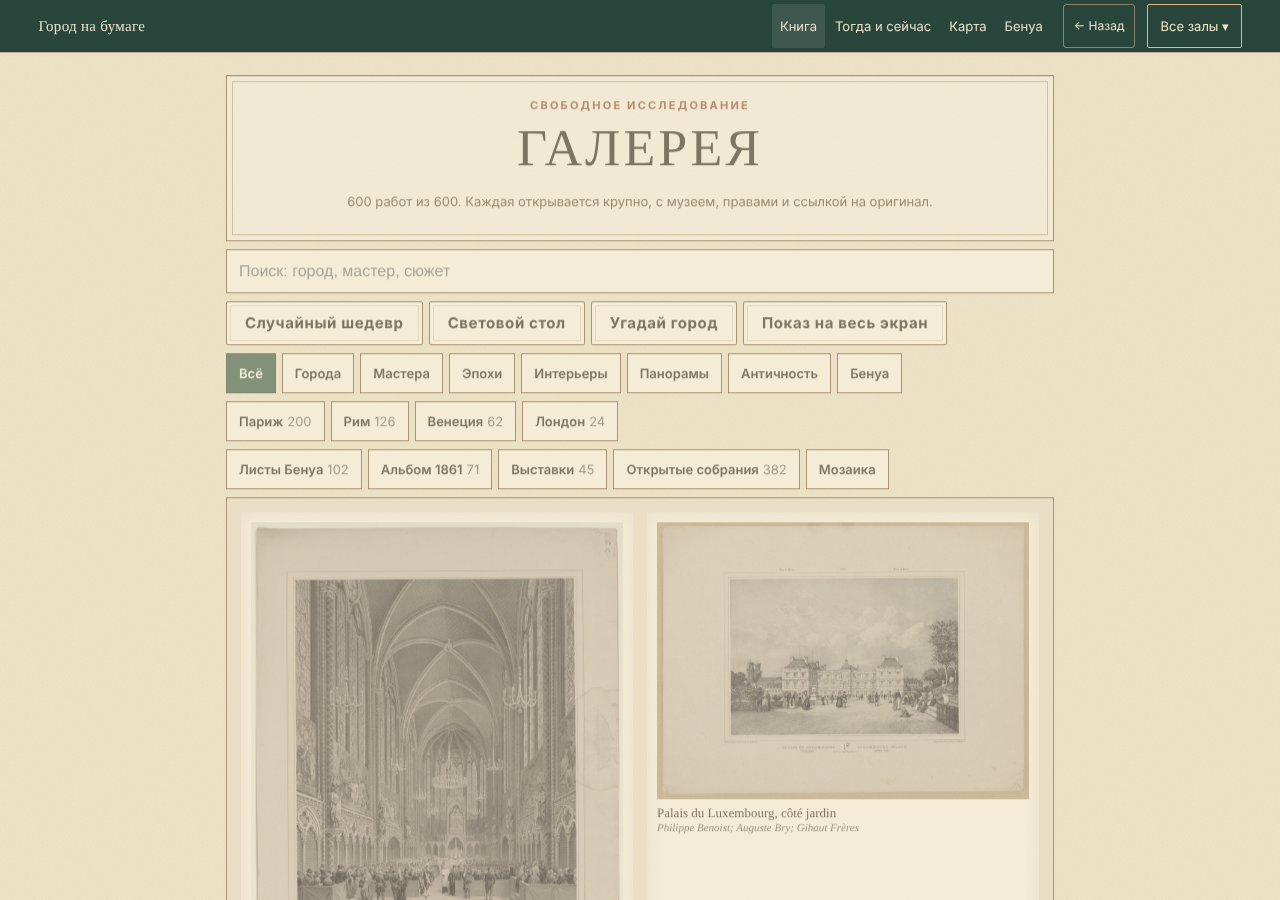 Город на бумаге
Книга Тогда и сейчас Карта Бенуа ← Назад Все залы ▾
СВОБОДНОЕ ИССЛЕДОВАНИЕ
ГАЛЕРЕЯ
600 работ из 600. Каждая открывается крупно, с музеем, правами и ссылкой на оригинал.
Поиск: город, мастер, сюжет
Случайный шедевр Световой стол Угадай город Показ на весь экран
Всё Города Мастера Эпохи Интерьеры Панорамы Античность Бенуа
Париж 200 Рим 126 Венеция 62 Лондон 24
Листы Бенуа 102 Альбом 1861 71 Выставки 45 Открытые собрания 382 Мозаика
Palais du Luxembourg, côté jardin
Philippe Benoist; Auguste Bry; Gihaut Frères